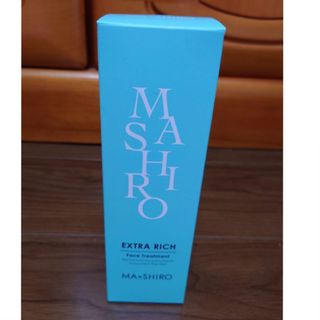 MASHIRO
EXTRA RICH
Face Treatment
MA×SHIRO